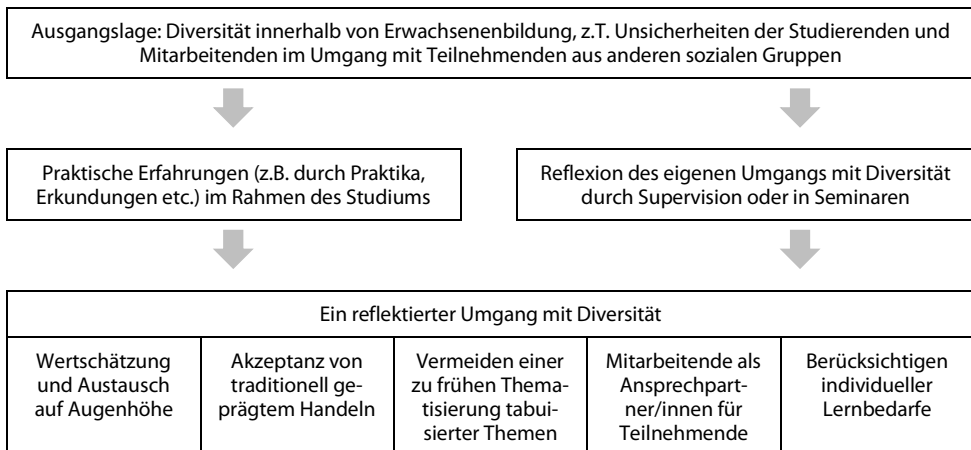 Ausgangslage: Diversität innerhalb von Erwachsenenbildung, z.T. Unsicherheiten der Studierenden und
Mitarbeitenden im Umgang mit Teilnehmenden aus anderen sozialen Gruppen
Praktische Erfahrungen (z.B. durch Praktika,
Erkundungen etc.) im Rahmen des Studiums
Reflexion des eigenen Umgangs mit Diversität
durch Supervision oder in Seminaren
Ein reflektierter Umgang mit Diversität
Wertschätzung
und Austausch
auf Augenhöhe
Akzeptanz von
traditionell ge-
prägtem Handeln
Vermeiden einer
zu frühen Thema-
tisierung tabui-
sierter Themen
Mitarbeitende als
Ansprechpart-
ner/innen für
Teilnehmende
Berücksichtigen
individueller
Lernbedarfe